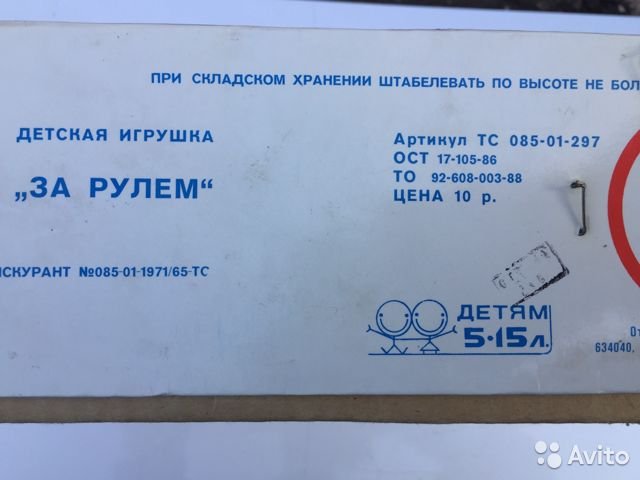 ПРИ СКЛАДСКОМ ХРАНЕНИИ ШТАБЕЛЕВАТЬ ПО ВЫСОТЕ НЕ БОЛ
ДЕТСКАЯ ИГРУШКА
„ЗА РУЛЕМ“
Артикул ТС 085-01-297
ОСТ 17-105-86
ТО 92-608-003-88
ЦЕНА 10 р.
ЙСКУРАНТ №085-01-1971/65-ТС
ДЕТЯМ
5·15л.
От
634040,
Avito